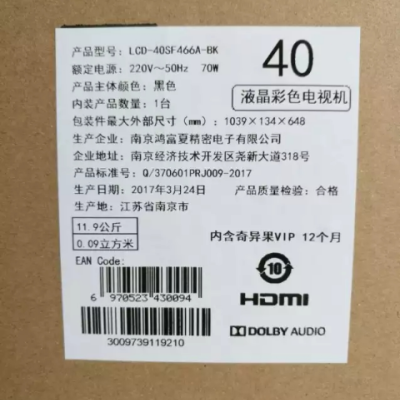 产品型号: LCD-40SF466A-BK
40
额定电源: 220V～50Hz 70W
产品主体颜色: 黑色
液晶彩色电视机
内装产品数量: 1台
包装件最大外部尺寸(mm): 1039×134×648
生产企业: 南京鸿富夏精密电子有限公司
企业地址: 南京经济技术开发区尧新大道318号
产品标准号: Q/370601PRJ009-2017
生产日期: 2017年3月24日
产品质量检验: 合格
生产地: 江苏省南京市
11.9公斤
0.09立方米
内含奇异果VIP 12个月
EAN Code:
10
6 970523 430094
HDMI
DOLBY AUDIO
3009739119210